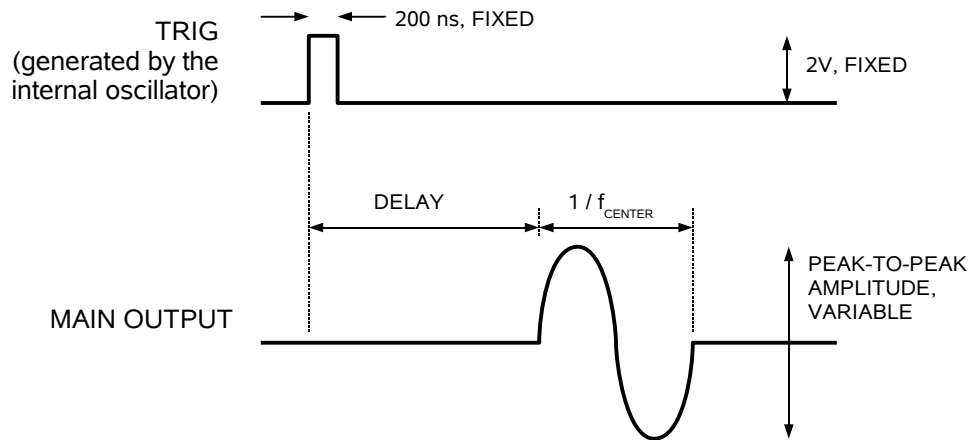 200 ns, FIXED
TRIG
(generated by the
internal oscillator)
2V, FIXED
DELAY
1 / fCENTER
PEAK-TO-PEAK
AMPLITUDE,
VARIABLE
MAIN OUTPUT